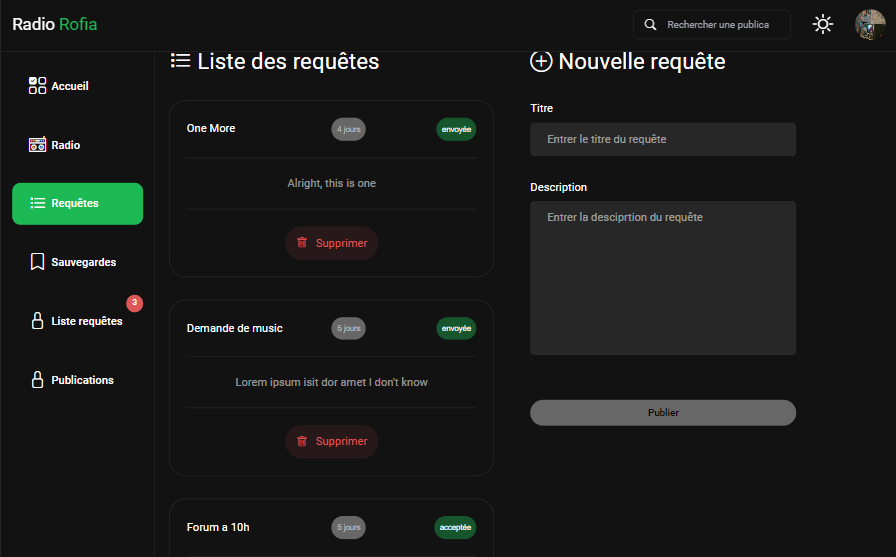 Radio Rofia
Rechercher une publica
Accueil
Radio
Requêtes
Sauvegardes
3
Liste requêtes
Publications
Liste des requêtes
One More
4 jours
envoyée
Alright, this is one
Supprimer
Demande de music
5 jours
envoyée
Lorem ipsum isit dor amet I don't know
Supprimer
Forum a 10h
5 jours
acceptée
Nouvelle requête
Titre
Entrer le titre du requête
Description
Entrer la desciprtion du requête
Publier